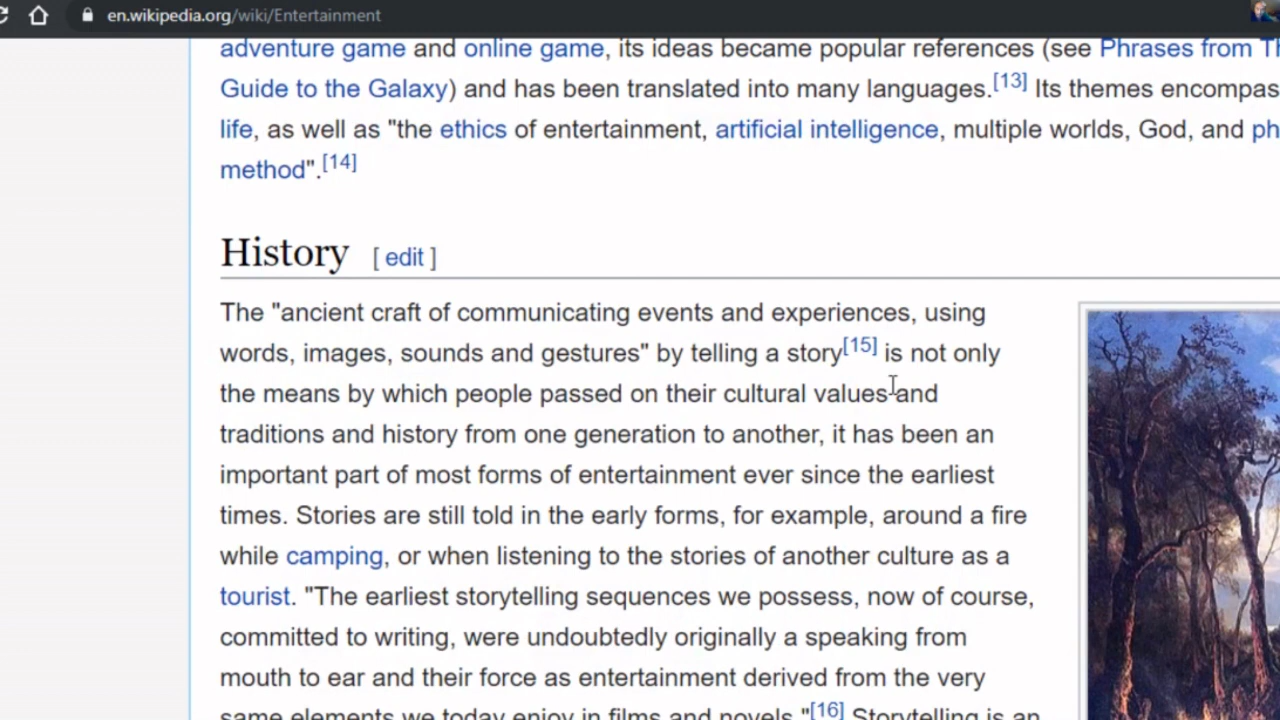 en.wikipedia.org/wiki/Entertainment
adventure game and online game, its ideas became popular references (see Phrases from
Guide to the Galaxy) and has been translated into many languages.[13] Its themes
life, as well as "the ethics of entertainment, artificial intelligence, multiple worlds, God, and
method".[14]
History [ edit ]
The "ancient craft of communicating events and experiences, using
words, images, sounds and gestures" by telling a story[15] is not only
the means by which people passed on their cultural values and
traditions and history from one generation to another, it has been an
important part of most forms of entertainment ever since the earliest
times. Stories are still told in the early forms, for example, around a fire
while camping, or when listening to the stories of another culture as a
tourist. "The earliest storytelling sequences we possess, now of course,
committed to writing, were undoubtedly originally a speaking from
mouth to ear and their force as entertainment derived from the very
same elements we today enjoy in films and novels."[16] Storytelling is an